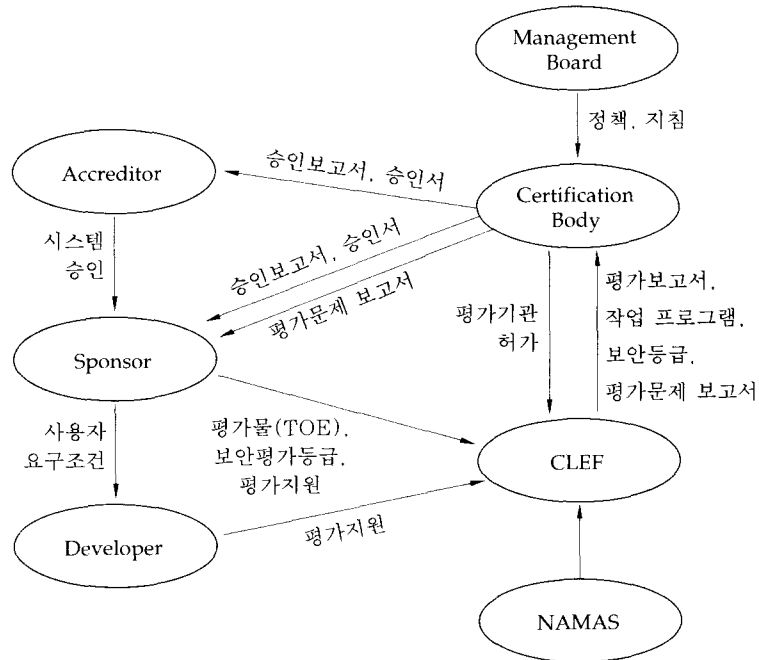 Management
Board
정책, 지침
Accreditor
승인보고서, 승인서
Certification
Body
시스템
승인
승인보고서, 승인서
평가문제 보고서
평가기관
허가
평가보고서,
작업 프로그램,
보안등급,
평가문제 보고서
Sponsor
사용자
요구조건
평가물(TOE),
보안평가등급,
평가지원
CLEF
Developer
평가지원
NAMAS